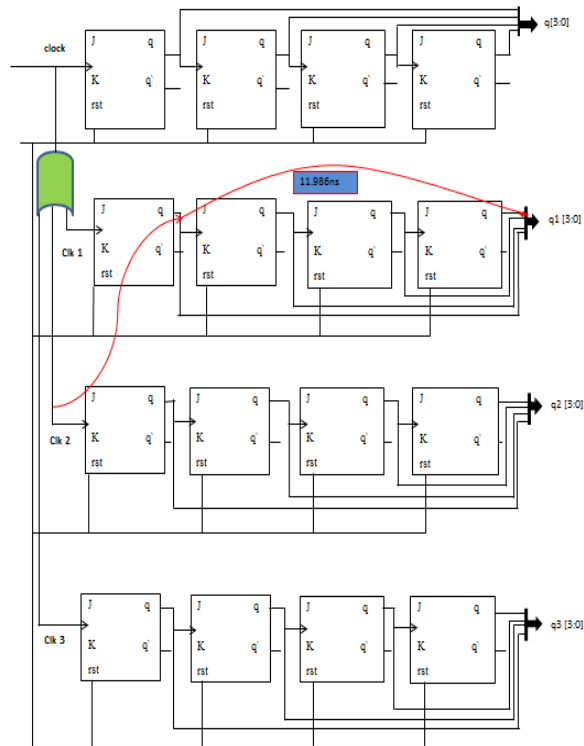 clock
J q J q J q J q
K q` K q` K q` K q`
rst rst rst rst
q[3:0]
11.986ns
Clk 1
J q J q J q J q
K q` K q` K q` K q`
rst rst rst rst
q1 [3:0]
Clk 2
J q J q J q J q
K q` K q` K q` K q`
rst rst rst rst
q2 [3:0]
Clk 3
J q J q J q J q
K q` K q` K q` K q`
rst rst rst rst
q3 [3:0]